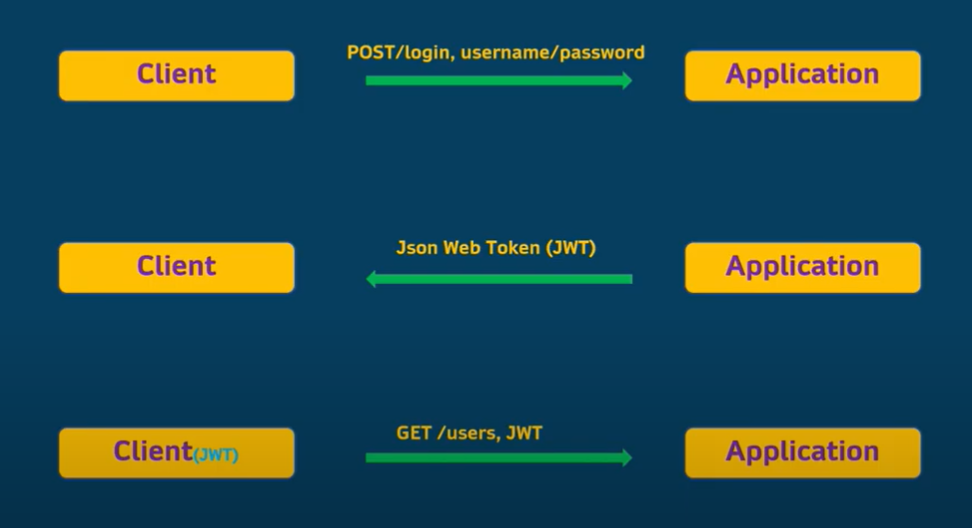 POST/login, username/password
Client
Application
Json Web Token (JWT)
Client
Application
GET /users, JWT
Client(JWT)
Application